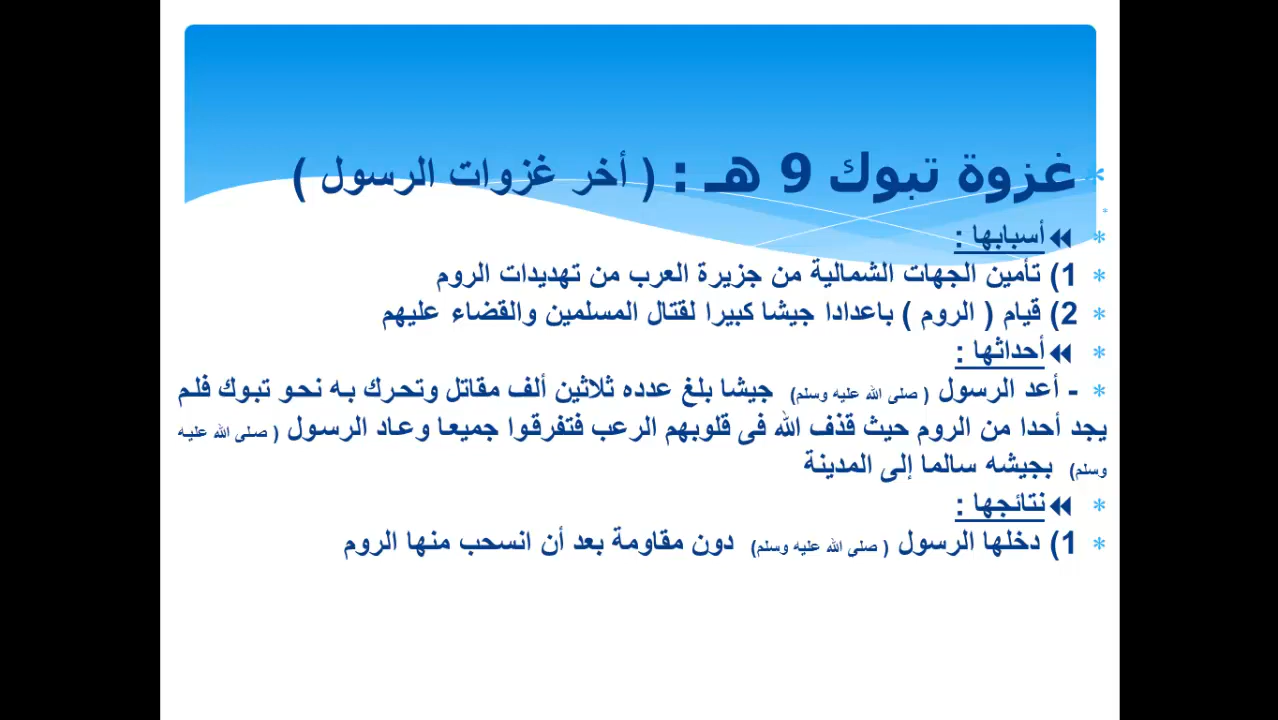 * غزوة تبوك 9 هـ : ( أخر غزوات الرسول )
*
* أسبابها :
* 1) تأمين الجهات الشمالية من جزيرة العرب من تهديدات الروم
* 2) قيام ( الروم ) باعدادا جيشا كبيرا لقتال المسلمين والقضاء عليهم
* أحداثها :
* - أعد الرسول ( صلى الله عليه وسلم) جيشا بلغ عدده ثلاثين ألف مقاتل وتحرك به نحو تبوك فلم
يجد أحدا من الروم حيث قذف الله فى قلوبهم الرعب فتفرقوا جميعا وعاد الرسول ( صلى الله عليه
وسلم) بجيشه سالما إلى المدينة
* نتائجها :
* 1) دخلها الرسول ( صلى الله عليه وسلم) دون مقاومة بعد أن انسحب منها الروم